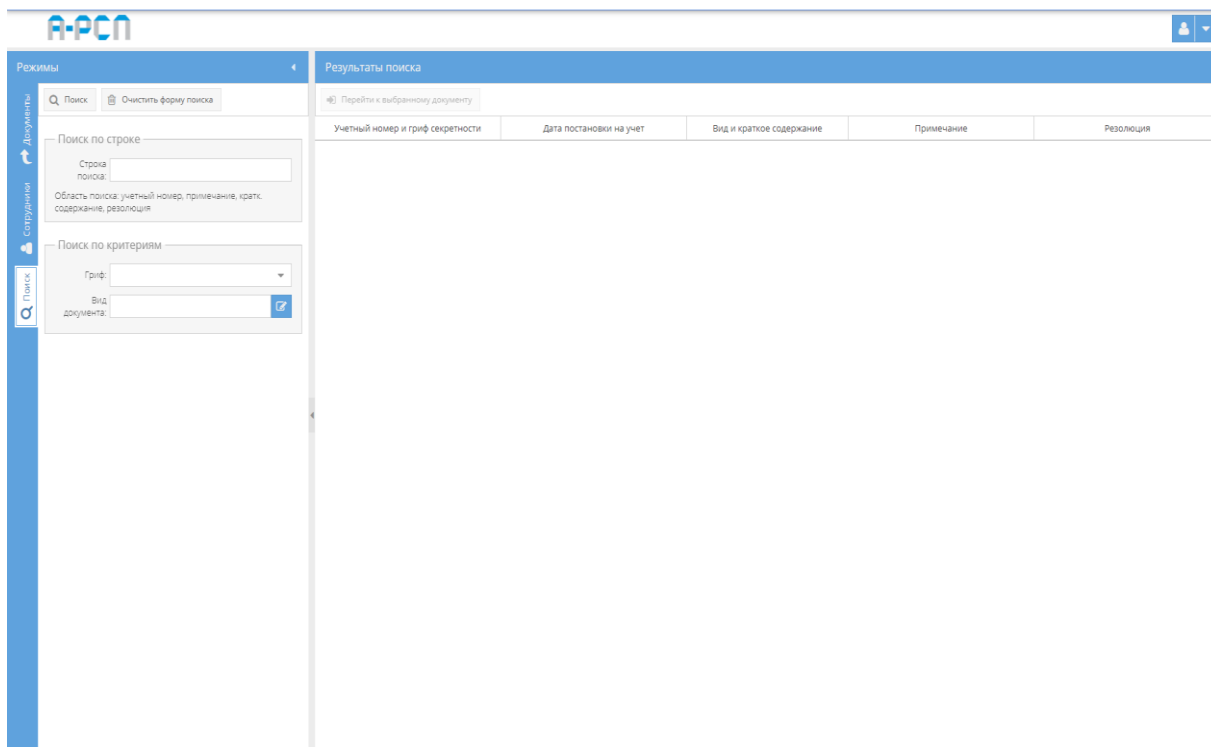 А-РСП
Режимы
Результаты поиска
Документы
Сотрудники
Поиск
Поиск
Очистить форму поиска
Перейти к выбранному документу
Учетный номер и гриф секретности
Дата постановки на учет
Вид и краткое содержание
Примечание
Резолюция
Поиск по строке
Строка
поиска:
Область поиска: учетный номер, примечание, кратк.
содержание, резолюция
Поиск по критериям
Гриф:
Вид
документа: